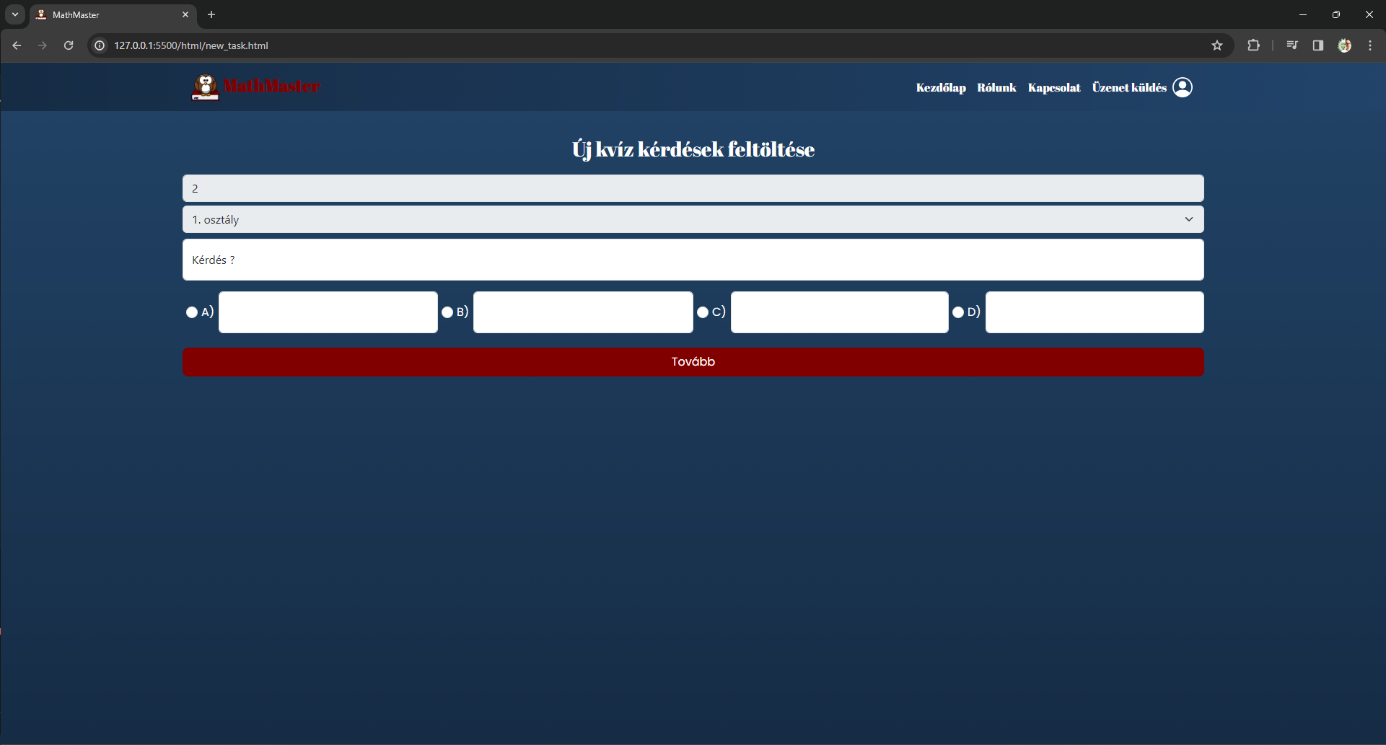 MathMaster
127.0.0.1:5500/html/new_task.html
MathMaster
Kezdőlap Rólunk Kapcsolat Üzenet küldés
Új kvíz kérdések feltöltése
2
1. osztály
Kérdés ?
A) B) C) D)
Tovább